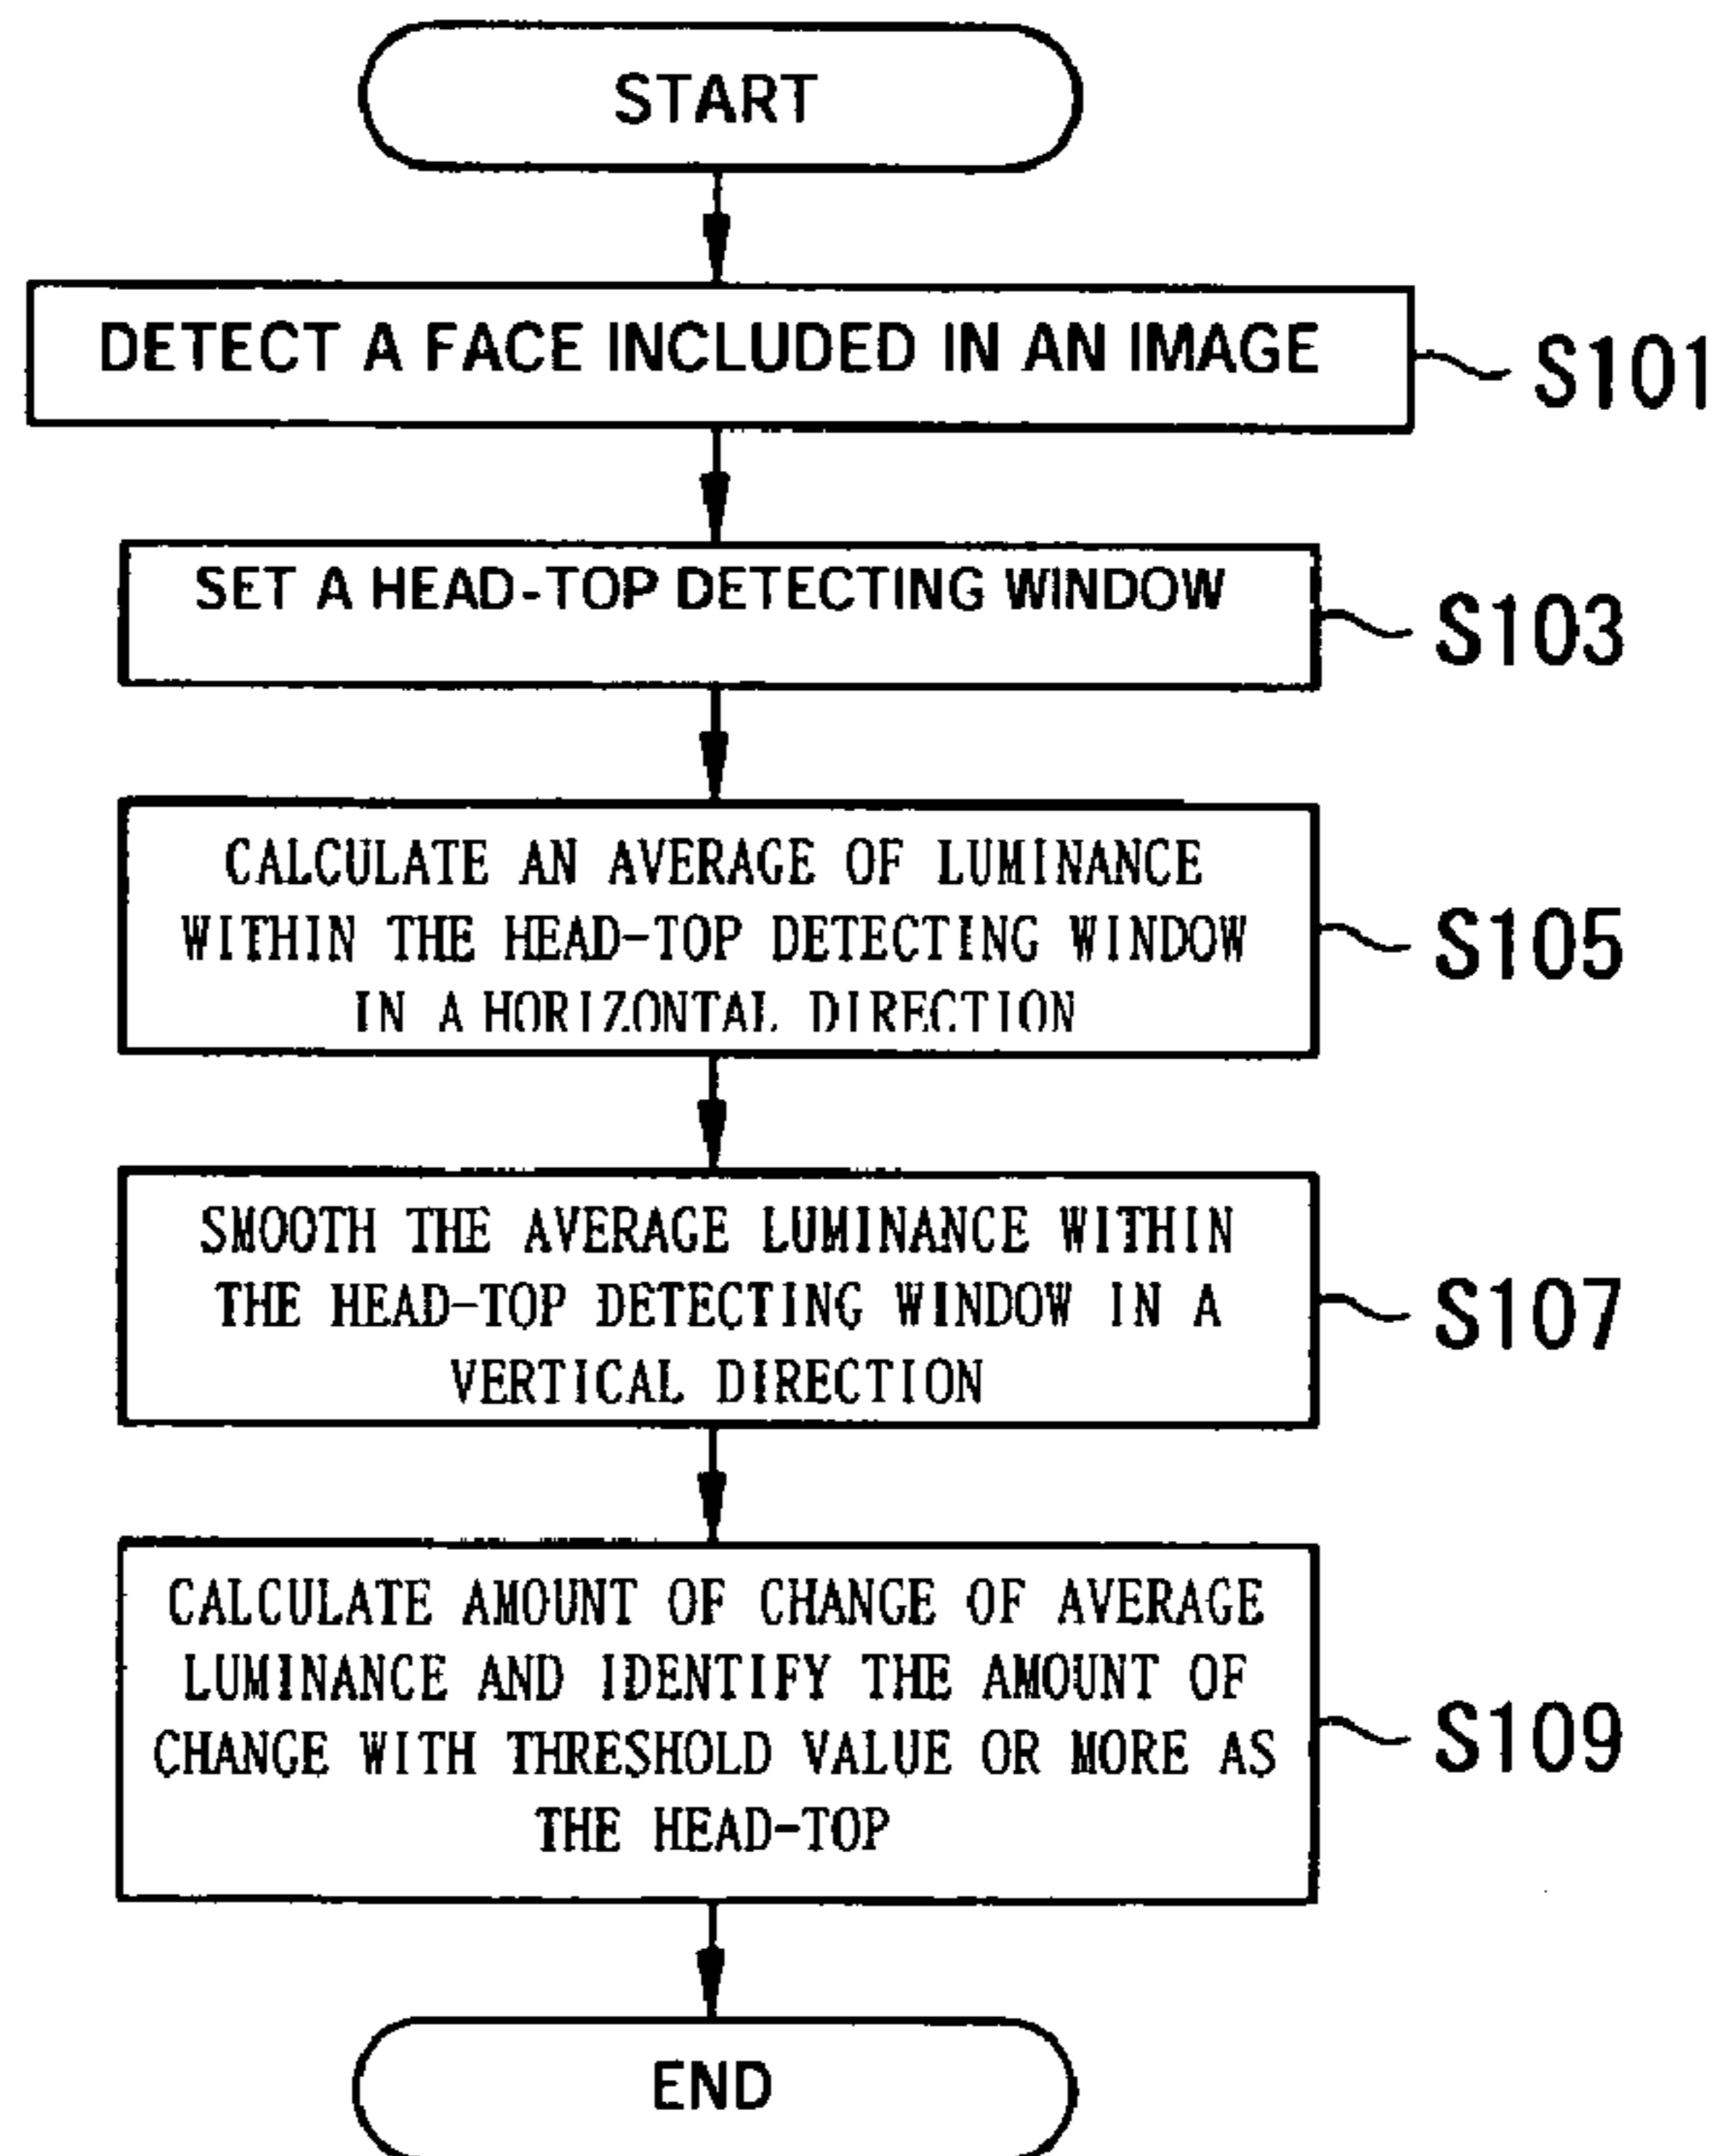 START
DETECT A FACE INCLUDED IN AN IMAGE
S101
SET A HEAD-TOP DETECTING WINDOW
S103
CALCULATE AN AVERAGE OF LUMINANCE
WITHIN THE HEAD-TOP DETECTING WINDOW
IN A HORIZONTAL DIRECTION
S105
SMOOTH THE AVERAGE LUMINANCE WITHIN
THE HEAD-TOP DETECTING WINDOW IN A
VERTICAL DIRECTION
S107
CALCULATE AMOUNT OF CHANGE OF AVERAGE
LUMINANCE AND IDENTIFY THE AMOUNT OF
CHANGE WITH THRESHOLD VALUE OR MORE AS
THE HEAD-TOP
S109
END